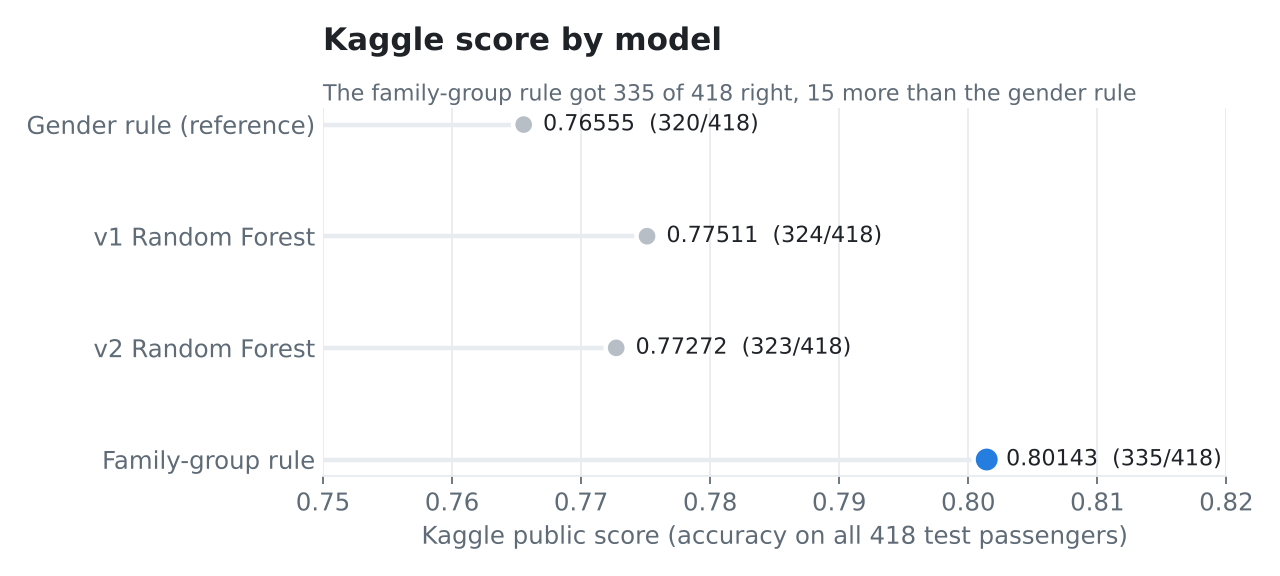 Kaggle score by model
The family-group rule got 335 of 418 right, 15 more than the gender rule
Gender rule (reference) 0.76555 (320/418)
v1 Random Forest 0.77511 (324/418)
v2 Random Forest 0.77272 (323/418)
Family-group rule 0.80143 (335/418)
0.75 0.76 0.77 0.78 0.79 0.80 0.81 0.82
Kaggle public score (accuracy on all 418 test passengers)